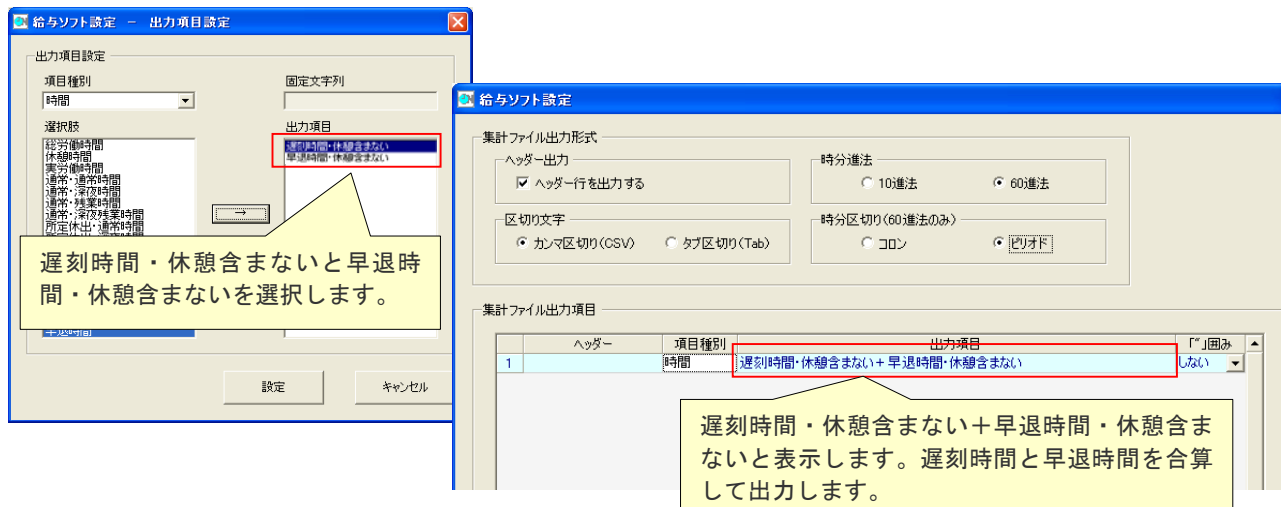 給与ソフト設定 － 出力項目設定
出力項目設定
項目種別
固定文字列
時間
選択肢
出力項目
総労働時間
休憩時間
実労働時間
通常・通常時間
通常・深夜時間
通常・残業時間
通常・深夜残業時間
所定休出・通常時間
遅刻時間・休憩含まない
早退時間・休憩含まない
→
遅刻時間・休憩含まないと早退時
間・休憩含まないを選択します。
早退時間
設定
キャンセル
給与ソフト設定
集計ファイル出力形式
ヘッダー出力
ヘッダー行を出力する
時分進法
10進法
60進法
区切り文字
カンマ区切り(CSV)
タブ区切り(Tab)
時分区切り(60進法のみ)
コロン
ピリオド
集計ファイル出力項目
ヘッダー
項目種別
出力項目
「"」囲み
1
時間
遅刻時間・休憩含まない+早退時間・休憩含まない
しない
遅刻時間・休憩含まない＋早退時間・休憩含ま
ないと表示します。遅刻時間と早退時間を合算
して出力します。